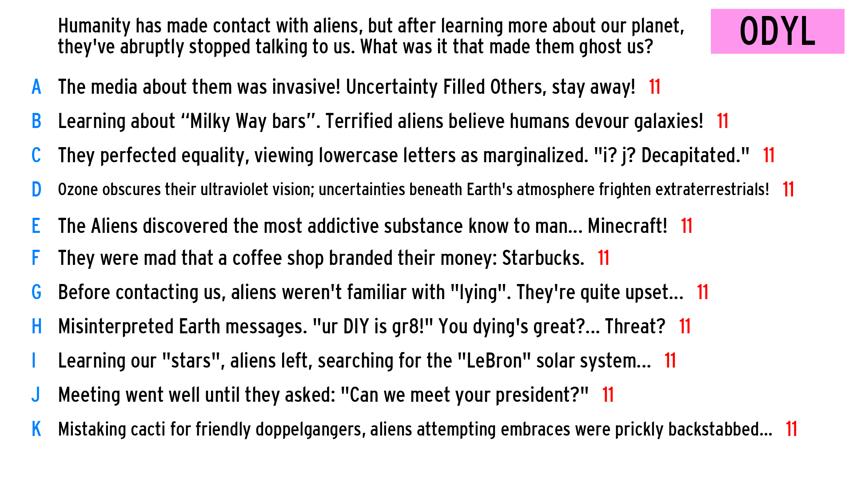 Humanity has made contact with aliens, but after learning more about our planet,
they've abruptly stopped talking to us. What was it that made them ghost us?
ODYL
A The media about them was invasive! Uncertainty Filled Others, stay away! 11
B Learning about “Milky Way bars”. Terrified aliens believe humans devour galaxies! 11
C They perfected equality, viewing lowercase letters as marginalized. "i? j? Decapitated." 11
D Ozone obscures their ultraviolet vision; uncertainties beneath Earth's atmosphere frighten extraterrestrials! 11
E The Aliens discovered the most addictive substance know to man... Minecraft! 11
F They were mad that a coffee shop branded their money: Starbucks. 11
G Before contacting us, aliens weren't familiar with "lying". They're quite upset... 11
H Misinterpreted Earth messages. "ur DIY is gr8!" You dying's great?... Threat? 11
I Learning our "stars", aliens left, searching for the "LeBron" solar system... 11
J Meeting went well until they asked: "Can we meet your president?" 11
K Mistaking cacti for friendly doppelgangers, aliens attempting embraces were prickly backstabbed... 11